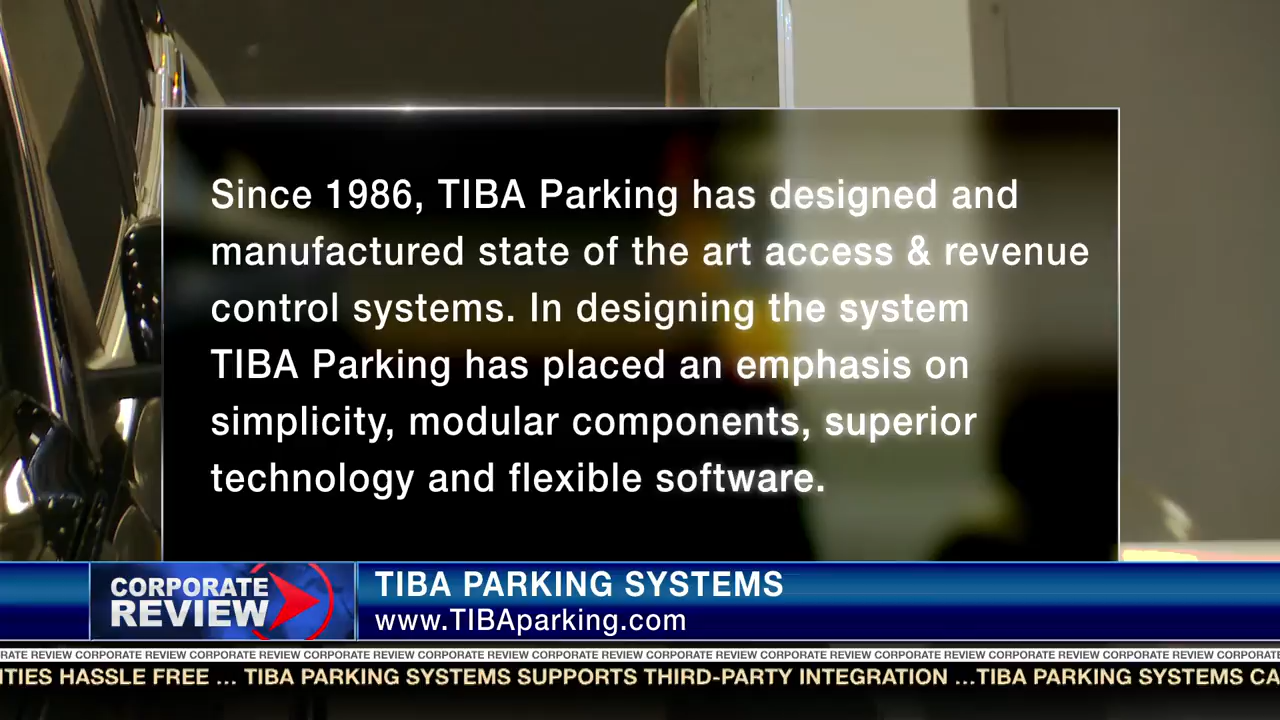 Since 1986, TIBA Parking has designed and
manufactured state of the art access & revenue
control systems. In designing the system
TIBA Parking has placed an emphasis on
simplicity, modular components, superior
technology and flexible software.
CORPORATE
REVIEW
TIBA PARKING SYSTEMS
www.TIBAparking.com
RATE REVIEW CORPORATE REVIEW CORPORATE REVIEW CORPORATE REVIEW CORPORATE REVIEW CORPORATE REVIEW CORPORATE REVIEW CORPORATE REVIEW CORPORATE REVIEW CORPORATE REVIEW CORPORATE REVIEW CORPORATE
ITIES HASSLE FREE ... TIBA PARKING SYSTEMS SUPPORTS THIRD-PARTY INTEGRATION ...TIBA PARKING SYSTEMS CA